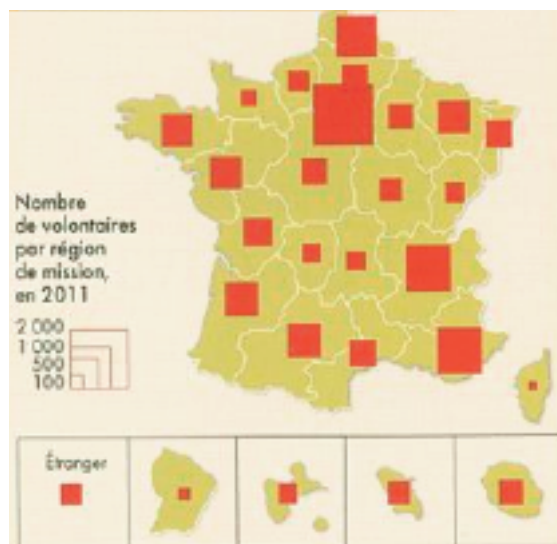 Nombre
de volontaires
par région
de mission,
en 2011
2 000
1 000
500
100
Étranger